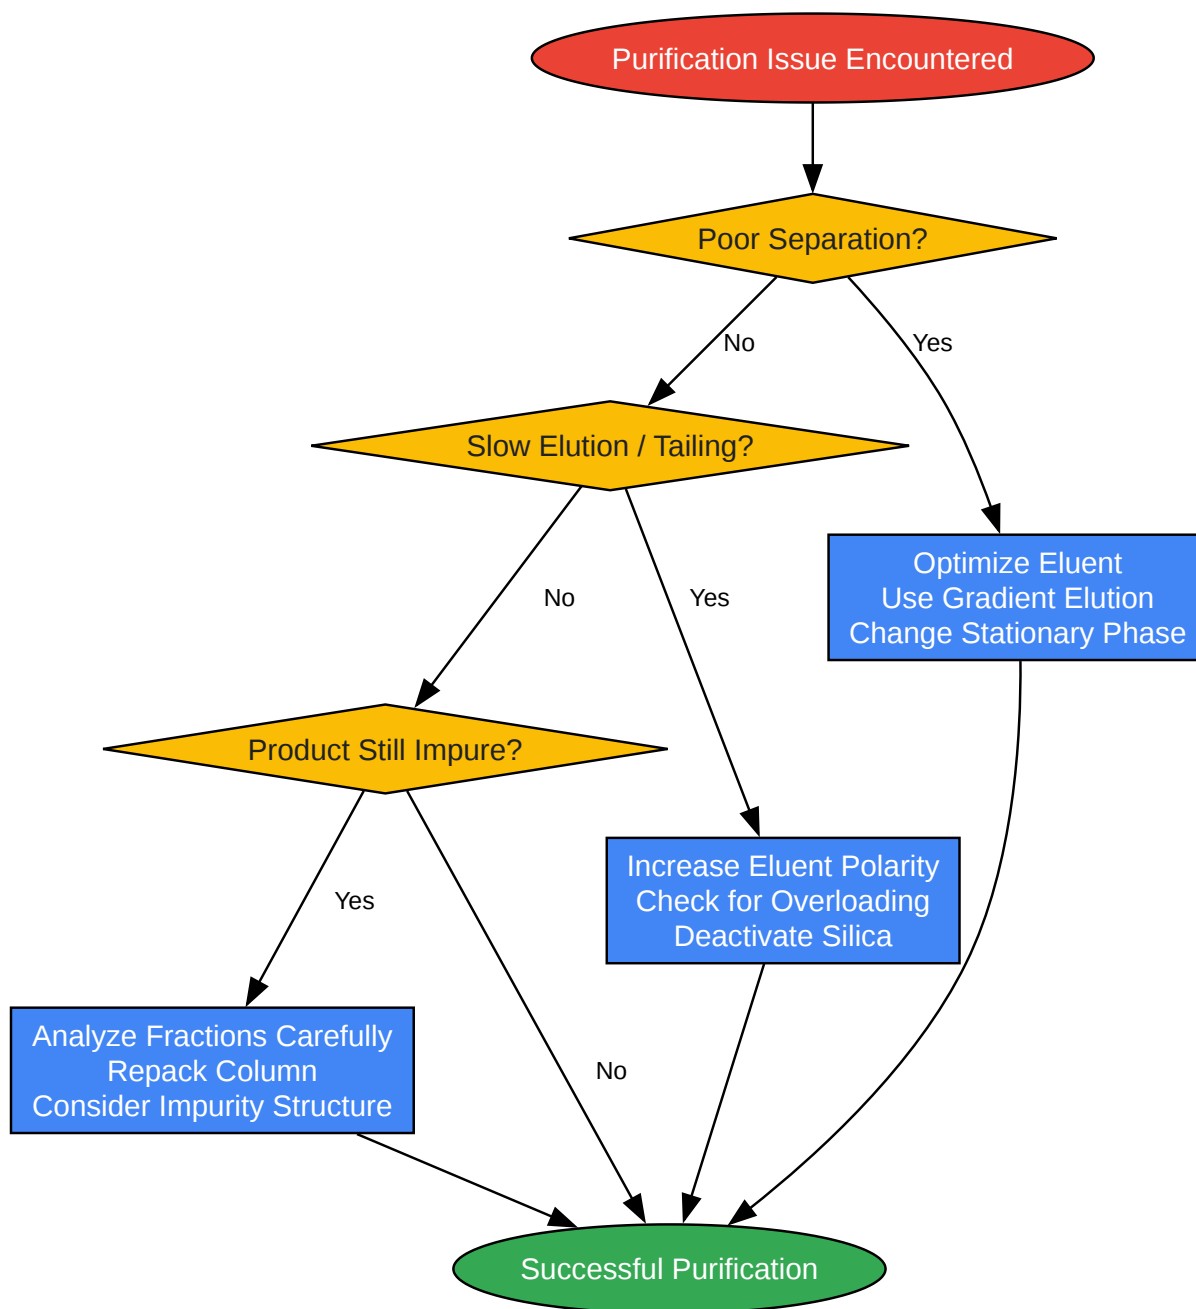 Purification Issue Encountered
Poor Separation?
No
Yes
Slow Elution / Tailing?
Optimize Eluent
Use Gradient Elution
Change Stationary Phase
No
Yes
Product Still Impure?
Increase Eluent Polarity
Check for Overloading
Deactivate Silica
Yes
Analyze Fractions Carefully
Repack Column
Consider Impurity Structure
No
Successful Purification